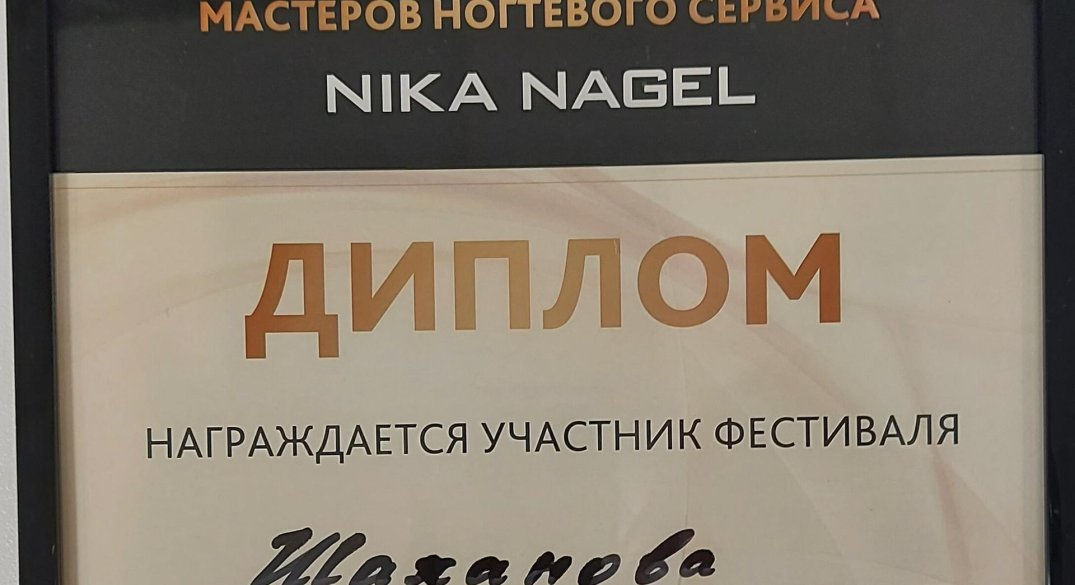 МАСТЕРОВ НОГТЕВОГО СЕРВИСА
NIKA NAGEL
ДИПЛОМ
НАГРАЖДАЕТСЯ УЧАСТНИК ФЕСТИВАЛЯ
Шаханова